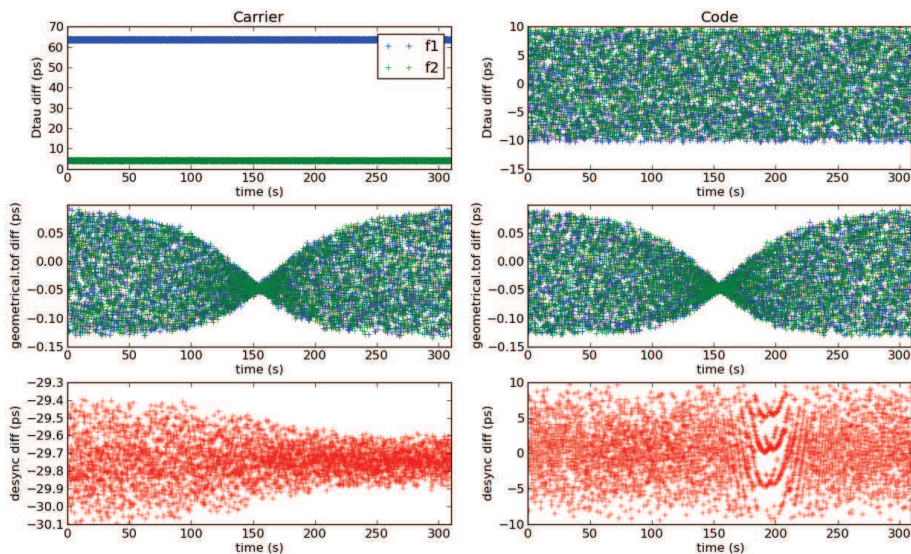 Carrier
Dtau diff (ps)
70
60
50
40
30
20
10
0
f1
f2
0 50 100 150 200 250 300
time (s)
Code
Dtau diff (ps)
10
5
0
−5
−10
−15
0 50 100 150 200 250 300
time (s)
geometrical.tof diff (ps)
0.05
0.00
−0.05
−0.10
−0.15
0 50 100 150 200 250 300
time (s)
geometrical.tof diff (ps)
0.05
0.00
−0.05
−0.10
−0.15
0 50 100 150 200 250 300
time (s)
desync diff (ps)
−29.3
−29.4
−29.5
−29.6
−29.7
−29.8
−29.9
−30.0
−30.1
0 50 100 150 200 250 300
time (s)
desync diff (ps)
10
5
0
−5
−10
0 50 100 150 200 250 300
time (s)